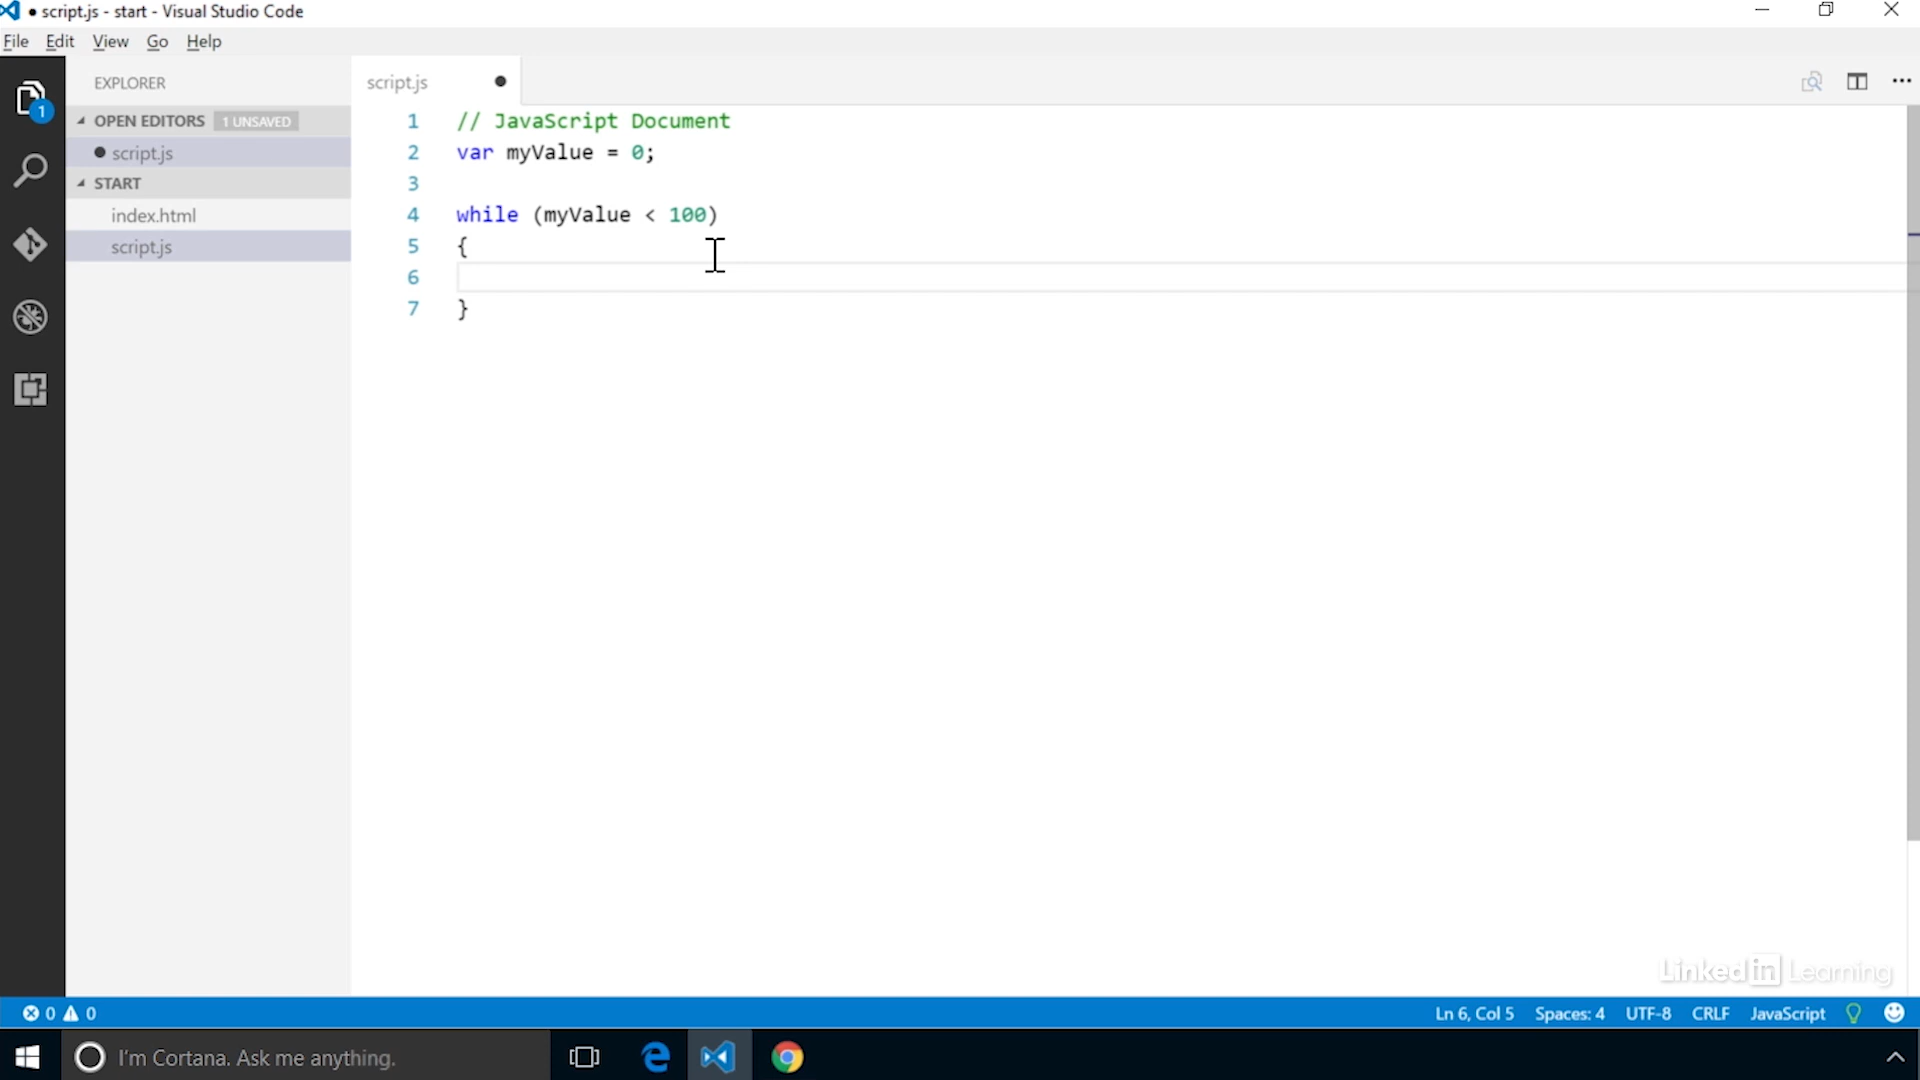 script.js - start - Visual Studio Code
File Edit View Go Help
EXPLORER
1
OPEN EDITORS 1 UNSAVED
script.js
START
index.html
script.js
script.js
1 // JavaScript Document
2 var myValue = 0;
3
4 while (myValue < 100)
5 {
6
7 }
Linked in Learning
0 0
Ln 6, Col 5 Spaces: 4 UTF-8 CRLF JavaScript
I'm Cortana. Ask me anything.